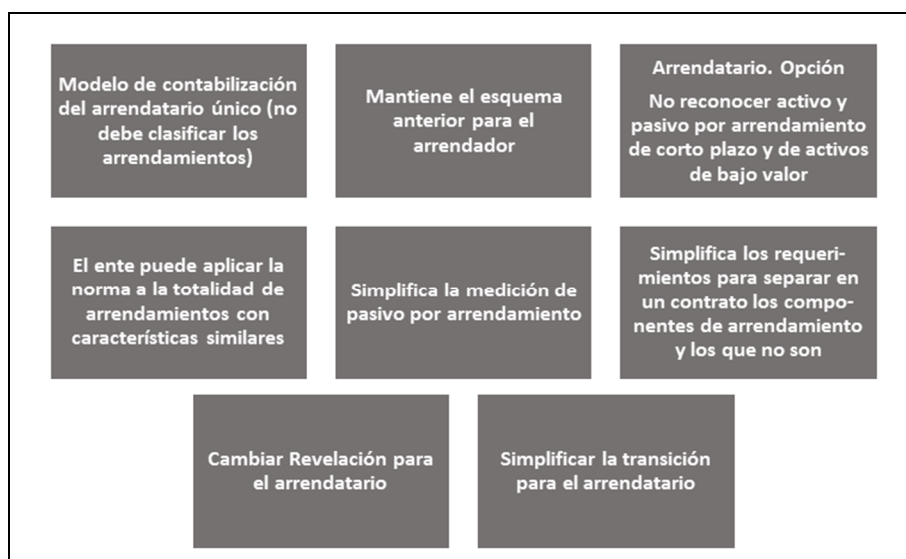 Modelo de contabilización
del arrendatario único (no
debe clasificar los
arrendamientos)
Mantiene el esquema
anterior para el
arrendador
Arrendatario. Opción
No reconocer activo y
pasivo por arrendamiento
de corto plazo y de activos
de bajo valor
El ente puede aplicar la
norma a la totalidad de
arrendamientos con
características similares
Simplifica la medición de
pasivo por arrendamiento
Simplifica los requeri-
mientos para separar en
un contrato los compo-
nentes de arrendamiento
y los que no son
Cambiar Revelación para
el arrendatario
Simplificar la transición
para el arrendatario